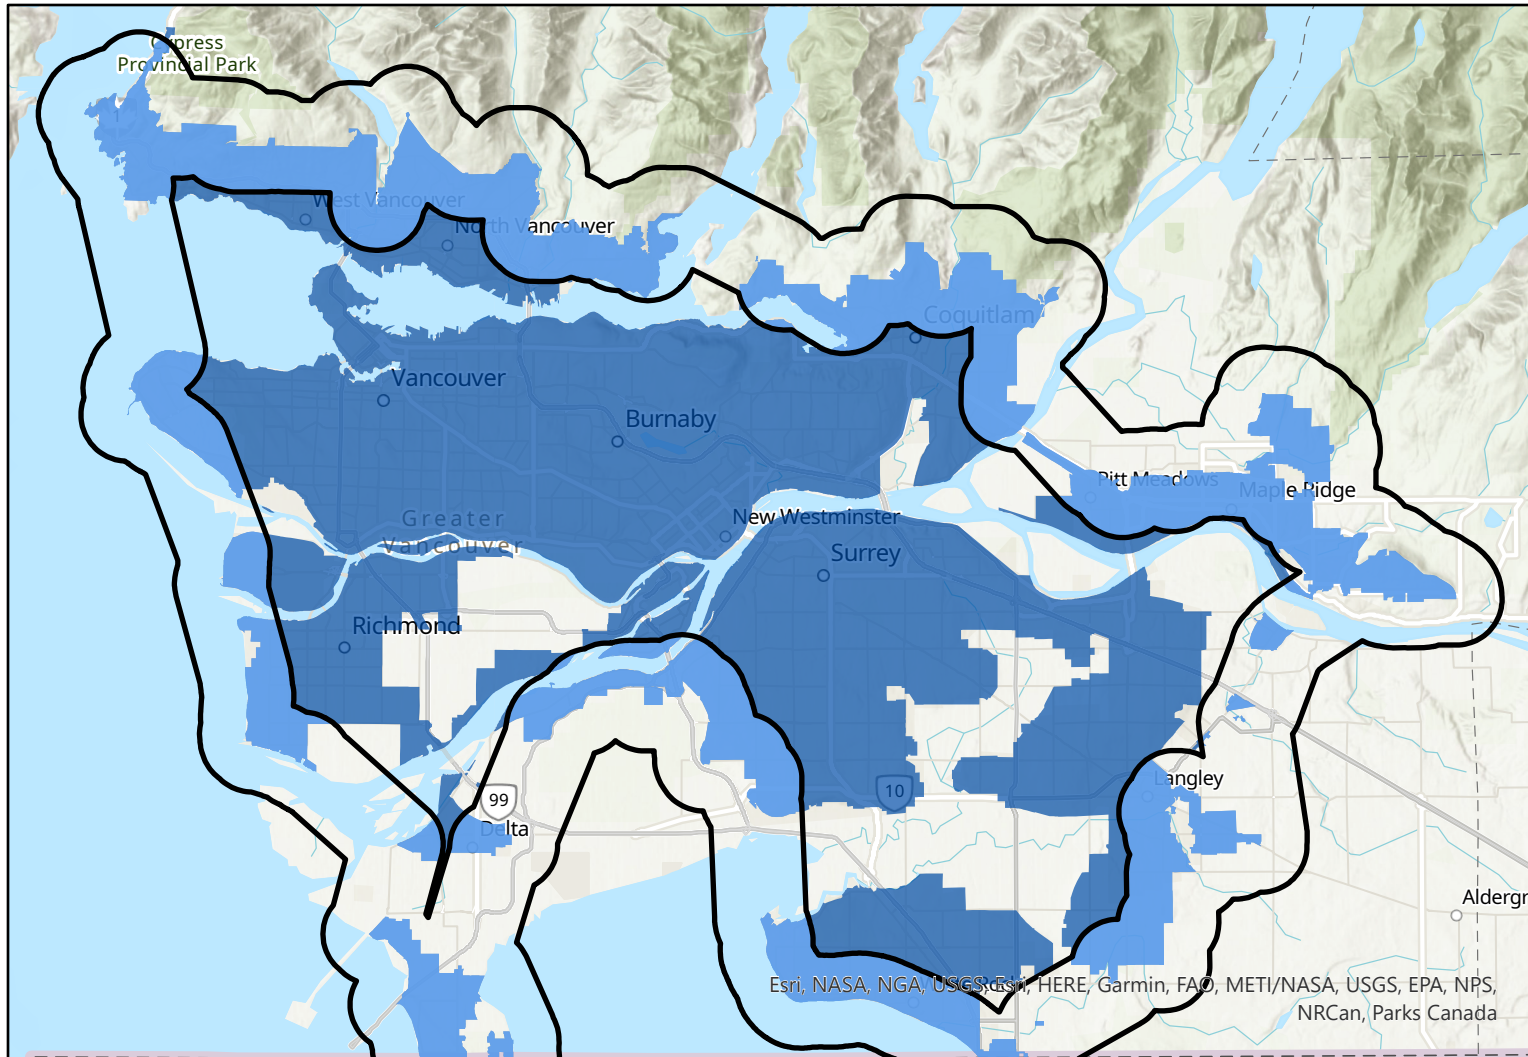 Cypress
Provincial Park
West Vancouver
North Vancouver
Coquitlam
Vancouver
Burnaby
Pitt Meadows
Maple Ridge
Greater
Vancouver
New Westminster
Surrey
Richmond
10
99
Langley
Delta
Aldergr
Esri, NASA, NGA, USGS, Esri, HERE, Garmin, FAO, METI/NASA, USGS, EPA, NPS,
NRCan, Parks Canada